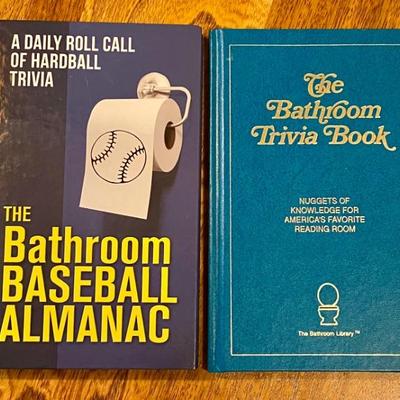 A DAILY ROLL CALL
OF HARDBALL
TRIVIA
THE
Bathroom
BASEBALL
ALMANAC
The
Bathroom
Trivia Book
NUGGETS OF
KNOWLEDGE FOR
AMERICA'S FAVORITE
READING ROOM
The Bathroom Library™